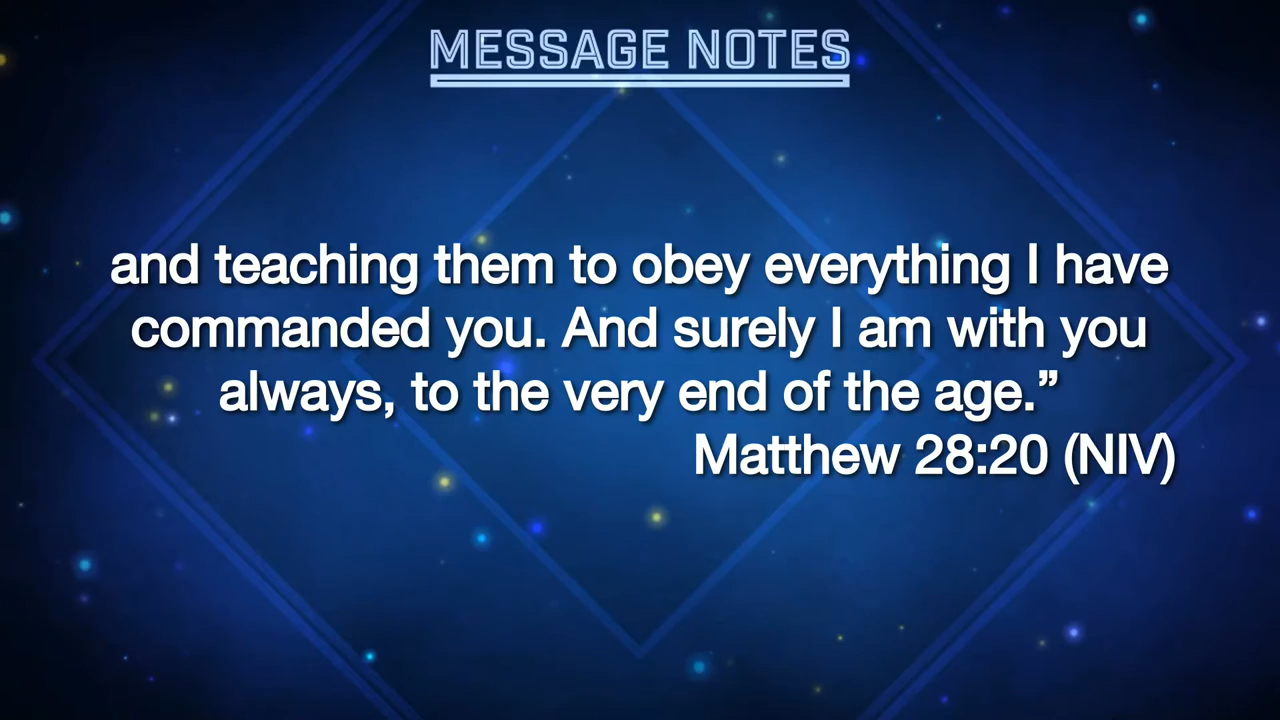 MESSAGE NOTES
and teaching them to obey everything I have
commanded you. And surely I am with you
always, to the very end of the age.”
Matthew 28:20 (NIV)